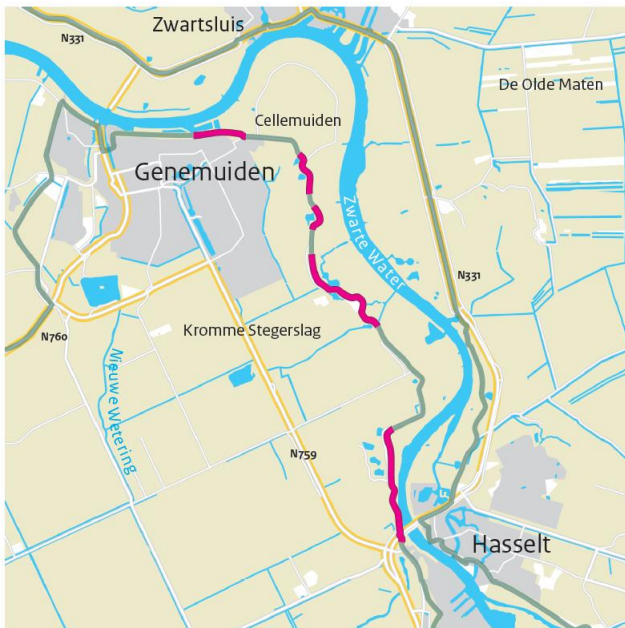 Zwartsluis
N331
De Olde Maten
Cellemuiden
Genemuiden
Zwarte Water
N331
Kromme Stegerslag
N760
Nieuwe Wetering
N759
Hasselt